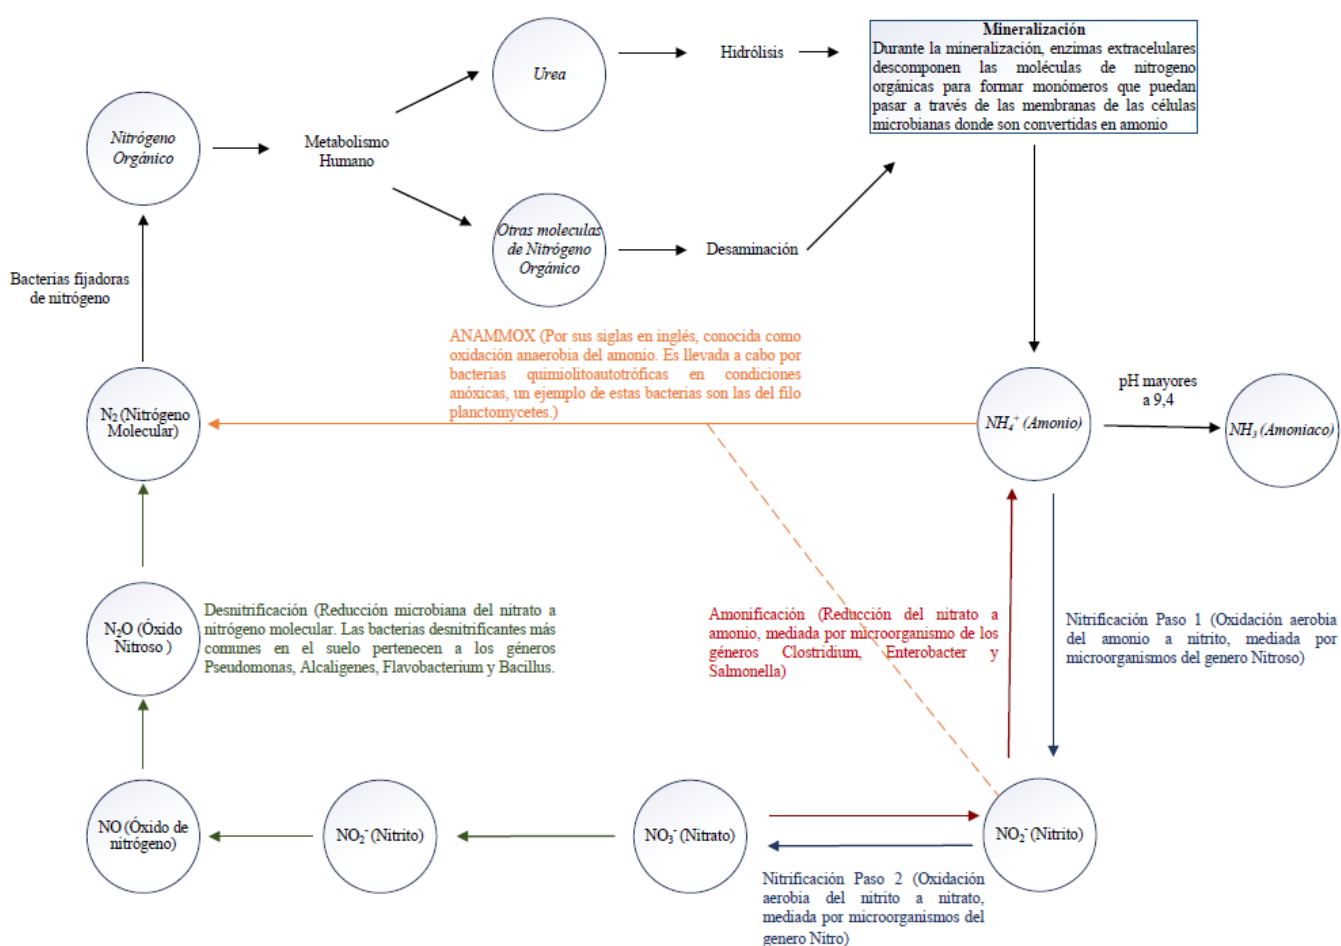 Mineralización
Durante la mineralización, enzimas extracelulares
descomponen las moléculas de nitrogeno
orgánicas para formar monómeros que puedan
pasar a través de las membranas de las células
microbianas donde son convertidas en amonio
Urea
Hidrólisis
Nitrógeno
Orgánico
Metabolismo
Humano
Otras moleculas
de Nitrógeno
Orgánico
Desaminación
Bacterias fijadoras
de nitrógeno
ANAMMOX (Por sus siglas en inglés, conocida como
oxidación anaerobia del amonio. Es llevada a cabo por
bacterias quimiolitoautotróficas en condiciones
anóxicas, un ejemplo de estas bacterias son las del filo
planctomycetes.)
N₂ (Nitrógeno
Molecular)
NH₄⁺ (Amonio)
pH mayores
a 9,4
NH₃ (Amoniaco)
N₂O (Óxido
Nitroso )
Desnitrificación (Reducción microbiana del nitrato a
nitrógeno molecular. Las bacterias desnitrificantes más
comunes en el suelo pertenecen a los géneros
Pseudomonas, Alcaligenes, Flavobacterium y Bacillus.
Amonificación (Reducción del nitrato a
amonio, mediada por microorganismo de los
géneros Clostridium, Enterobacter y
Salmonella)
Nitrificación Paso 1 (Oxidación aerobia
del amonio a nitrito, mediada por
microorganismos del genero Nitroso)
NO (Óxido de
nitrógeno)
NO₂⁻ (Nitrito)
NO₃⁻ (Nitrato)
NO₂⁻ (Nitrito)
Nitrificación Paso 2 (Oxidación
aerobia del nitrito a nitrato,
mediada por microorganismos del
genero Nitro)